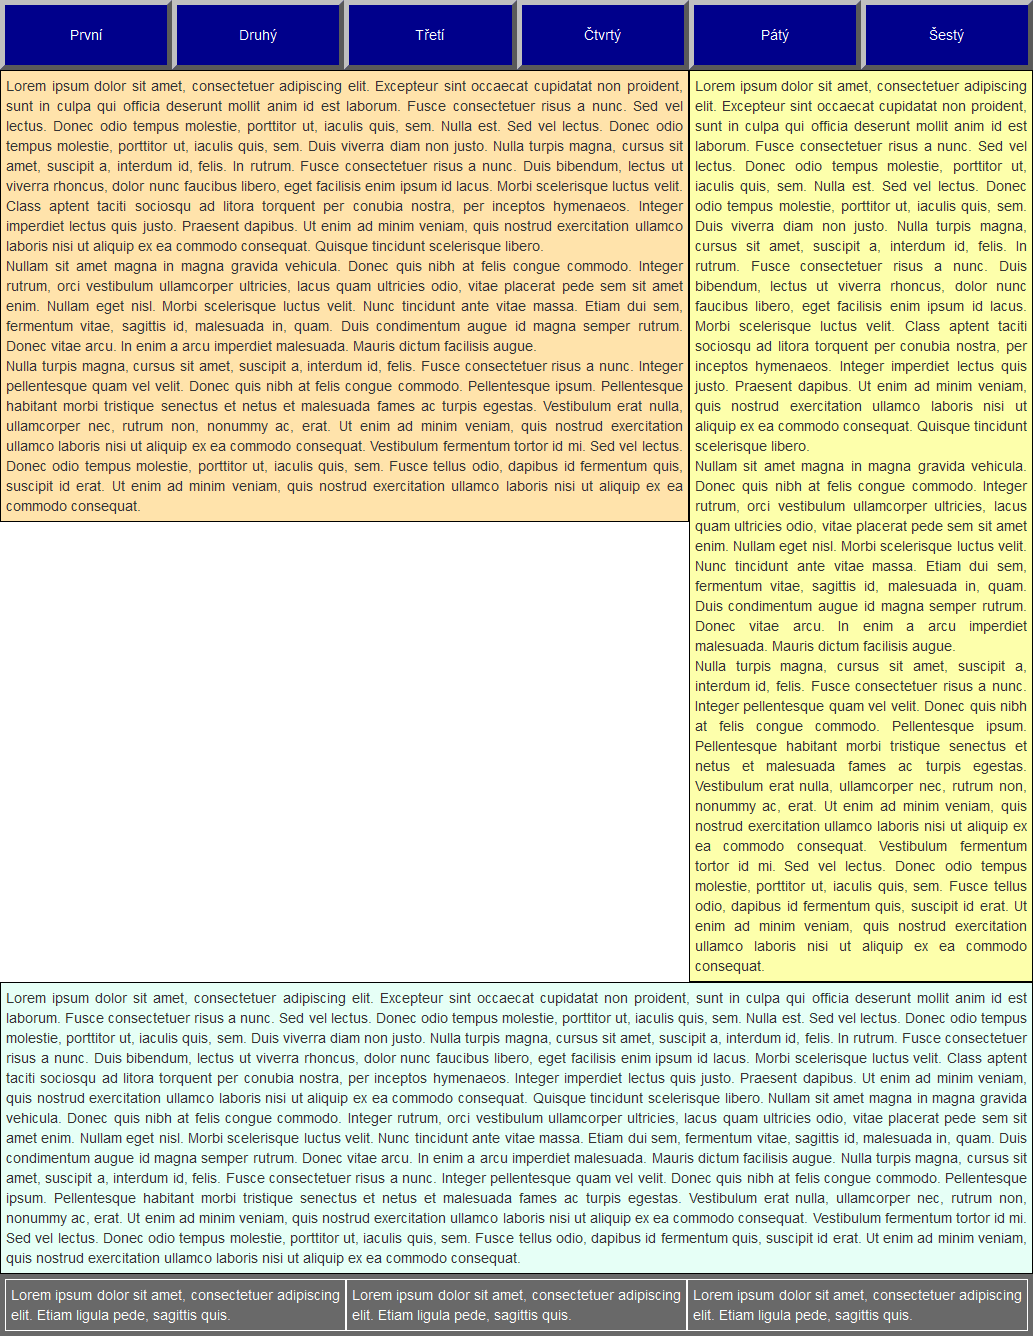 První
Druhý
Třetí
Čtvrtý
Pátý
Šestý
Lorem ipsum dolor sit amet, consectetuer adipiscing elit. Excepteur sint occaecat cupidatat non proident,
sunt in culpa qui officia deserunt mollit anim id est laborum. Fusce consectetuer risus a nunc. Sed vel
lectus. Donec odio tempus molestie, porttitor ut, iaculis quis, sem. Nulla est. Sed vel lectus. Donec odio
tempus molestie, porttitor ut, iaculis quis, sem. Duis viverra diam non justo. Nulla turpis magna, cursus sit
amet, suscipit a, interdum id, felis. In rutrum. Fusce consectetuer risus a nunc. Duis bibendum, lectus ut
viverra rhoncus, dolor nunc faucibus libero, eget facilisis enim ipsum id lacus. Morbi scelerisque luctus velit.
Class aptent taciti sociosqu ad litora torquent per conubia nostra, per inceptos hymenaeos. Integer
imperdiet lectus quis justo. Praesent dapibus. Ut enim ad minim veniam, quis nostrud exercitation ullamco
laboris nisi ut aliquip ex ea commodo consequat. Quisque tincidunt scelerisque libero.
Nullam sit amet magna in magna gravida vehicula. Donec quis nibh at felis congue commodo. Integer
rutrum, orci vestibulum ullamcorper ultricies, lacus quam ultricies odio, vitae placerat pede sem sit amet
enim. Nullam eget nisl. Morbi scelerisque luctus velit. Nunc tincidunt ante vitae massa. Etiam dui sem,
fermentum vitae, sagittis id, malesuada in, quam. Duis condimentum augue id magna semper rutrum.
Donec vitae arcu. In enim a arcu imperdiet malesuada. Mauris dictum facilisis augue.
Nulla turpis magna, cursus sit amet, suscipit a, interdum id, felis. Fusce consectetuer risus a nunc. Integer
pellentesque quam vel velit. Donec quis nibh at felis congue commodo. Pellentesque ipsum. Pellentesque
habitant morbi tristique senectus et netus et malesuada fames ac turpis egestas. Vestibulum erat nulla,
ullamcorper nec, rutrum non, nonummy ac, erat. Ut enim ad minim veniam, quis nostrud exercitation
ullamco laboris nisi ut aliquip ex ea commodo consequat. Vestibulum fermentum tortor id mi. Sed vel lectus.
Donec odio tempus molestie, porttitor ut, iaculis quis, sem. Fusce tellus odio, dapibus id fermentum quis,
suscipit id erat. Ut enim ad minim veniam, quis nostrud exercitation ullamco laboris nisi ut aliquip ex ea
commodo consequat.
Lorem ipsum dolor sit amet, consectetuer adipiscing
elit. Excepteur sint occaecat cupidatat non proident,
sunt in culpa qui officia deserunt mollit anim id est
laborum. Fusce consectetuer risus a nunc. Sed vel
lectus. Donec odio tempus molestie, porttitor ut,
iaculis quis, sem. Nulla est. Sed vel lectus. Donec
odio tempus molestie, porttitor ut, iaculis quis, sem.
Duis viverra diam non justo. Nulla turpis magna,
cursus sit amet, suscipit a, interdum id, felis. In
rutrum. Fusce consectetuer risus a nunc. Duis
bibendum, lectus ut viverra rhoncus, dolor nunc
faucibus libero, eget facilisis enim ipsum id lacus.
Morbi scelerisque luctus velit. Class aptent taciti
sociosqu ad litora torquent per conubia nostra, per
inceptos hymenaeos. Integer imperdiet lectus quis
justo. Praesent dapibus. Ut enim ad minim veniam,
quis nostrud exercitation ullamco laboris nisi ut
aliquip ex ea commodo consequat. Quisque tincidunt
scelerisque libero.
Nullam sit amet magna in magna gravida vehicula.
Donec quis nibh at felis congue commodo. Integer
rutrum, orci vestibulum ullamcorper ultricies, lacus
quam ultricies odio, vitae placerat pede sem sit amet
enim. Nullam eget nisl. Morbi scelerisque luctus velit.
Nunc tincidunt ante vitae massa. Etiam dui sem,
fermentum vitae, sagittis id, malesuada in, quam.
Duis condimentum augue id magna semper rutrum.
Donec vitae arcu. In enim a arcu imperdiet
malesuada. Mauris dictum facilisis augue.
Nulla turpis magna, cursus sit amet, suscipit a,
interdum id, felis. Fusce consectetuer risus a nunc.
Integer pellentesque quam vel velit. Donec quis nibh
at felis congue commodo. Pellentesque ipsum.
Pellentesque habitant morbi tristique senectus et
netus et malesuada fames ac turpis egestas.
Vestibulum erat nulla, ullamcorper nec, rutrum non,
nonummy ac, erat. Ut enim ad minim veniam, quis
nostrud exercitation ullamco laboris nisi ut aliquip ex
ea commodo consequat. Vestibulum fermentum
tortor id mi. Sed vel lectus. Donec odio tempus
molestie, porttitor ut, iaculis quis, sem. Fusce tellus
odio, dapibus id fermentum quis, suscipit id erat. Ut
enim ad minim veniam, quis nostrud exercitation
ullamco laboris nisi ut aliquip ex ea commodo
consequat.
Lorem ipsum dolor sit amet, consectetuer adipiscing elit. Excepteur sint occaecat cupidatat non proident, sunt in culpa qui officia deserunt mollit anim id est
laborum. Fusce consectetuer risus a nunc. Sed vel lectus. Donec odio tempus molestie, porttitor ut, iaculis quis, sem. Nulla est. Sed vel lectus. Donec odio tempus
molestie, porttitor ut, iaculis quis, sem. Duis viverra diam non justo. Nulla turpis magna, cursus sit amet, suscipit a, interdum id, felis. In rutrum. Fusce consectetuer
risus a nunc. Duis bibendum, lectus ut viverra rhoncus, dolor nunc faucibus libero, eget facilisis enim ipsum id lacus. Morbi scelerisque luctus velit. Class aptent
taciti sociosqu ad litora torquent per conubia nostra, per inceptos hymenaeos. Integer imperdiet lectus quis justo. Praesent dapibus. Ut enim ad minim veniam,
quis nostrud exercitation ullamco laboris nisi ut aliquip ex ea commodo consequat. Quisque tincidunt scelerisque libero. Nullam sit amet magna in magna gravida
vehicula. Donec quis nibh at felis congue commodo. Integer rutrum, orci vestibulum ullamcorper ultricies, lacus quam ultricies odio, vitae placerat pede sem sit
amet enim. Nullam eget nisl. Morbi scelerisque luctus velit. Nunc tincidunt ante vitae massa. Etiam dui sem, fermentum vitae, sagittis id, malesuada in, quam. Duis
condimentum augue id magna semper rutrum. Donec vitae arcu. In enim a arcu imperdiet malesuada. Mauris dictum facilisis augue. Nulla turpis magna, cursus sit
amet, suscipit a, interdum id, felis. Fusce consectetuer risus a nunc. Integer pellentesque quam vel velit. Donec quis nibh at felis congue commodo. Pellentesque
ipsum. Pellentesque habitant morbi tristique senectus et netus et malesuada fames ac turpis egestas. Vestibulum erat nulla, ullamcorper nec, rutrum non,
nonummy ac, erat. Ut enim ad minim veniam, quis nostrud exercitation ullamco laboris nisi ut aliquip ex ea commodo consequat. Vestibulum fermentum tortor id mi.
Sed vel lectus. Donec odio tempus molestie, porttitor ut, iaculis quis, sem. Fusce tellus odio, dapibus id fermentum quis, suscipit id erat. Ut enim ad minim veniam,
quis nostrud exercitation ullamco laboris nisi ut aliquip ex ea commodo consequat.
Lorem ipsum dolor sit amet, consectetuer adipiscing
elit. Etiam ligula pede, sagittis quis.
Lorem ipsum dolor sit amet, consectetuer adipiscing
elit. Etiam ligula pede, sagittis quis.
Lorem ipsum dolor sit amet, consectetuer adipiscing
elit. Etiam ligula pede, sagittis quis.